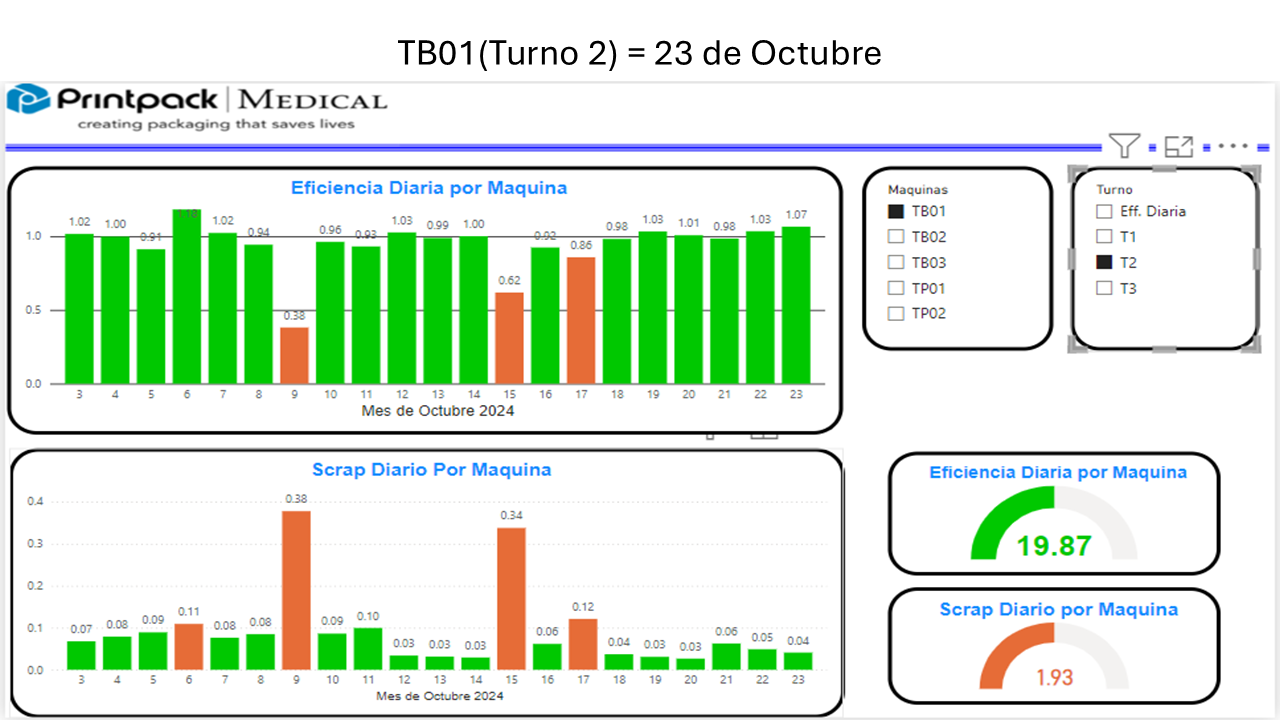 TB01(Turno 2) = 23 de Octubre
Printpack | MEDICAL
creating packaging that saves lives
Eficiencia Diaria por Maquina
1.02 1.00 0.91 1.18 1.02 0.94 0.38 0.96 0.93 1.03 0.99 1.00 0.62 0.92 0.86 0.98 1.03 1.01 0.98 1.03 1.07
1.0
0.5
0.0
3 4 5 6 7 8 9 10 11 12 13 14 15 16 17 18 19 20 21 22 23
Mes de Octubre 2024
Maquinas
TB01
TB02
TB03
TP01
TP02
Turno
Eff. Diaria
T1
T2
T3
Scrap Diario Por Maquina
0.4
0.3
0.2
0.1
0.0
0.07 0.08 0.09 0.11 0.08 0.08 0.38 0.09 0.10 0.03 0.03 0.03 0.34 0.06 0.12 0.04 0.03 0.03 0.06 0.05 0.04
3 4 5 6 7 8 9 10 11 12 13 14 15 16 17 18 19 20 21 22 23
Mes de Octubre 2024
Eficiencia Diaria por Maquina
19.87
Scrap Diario por Maquina
1.93